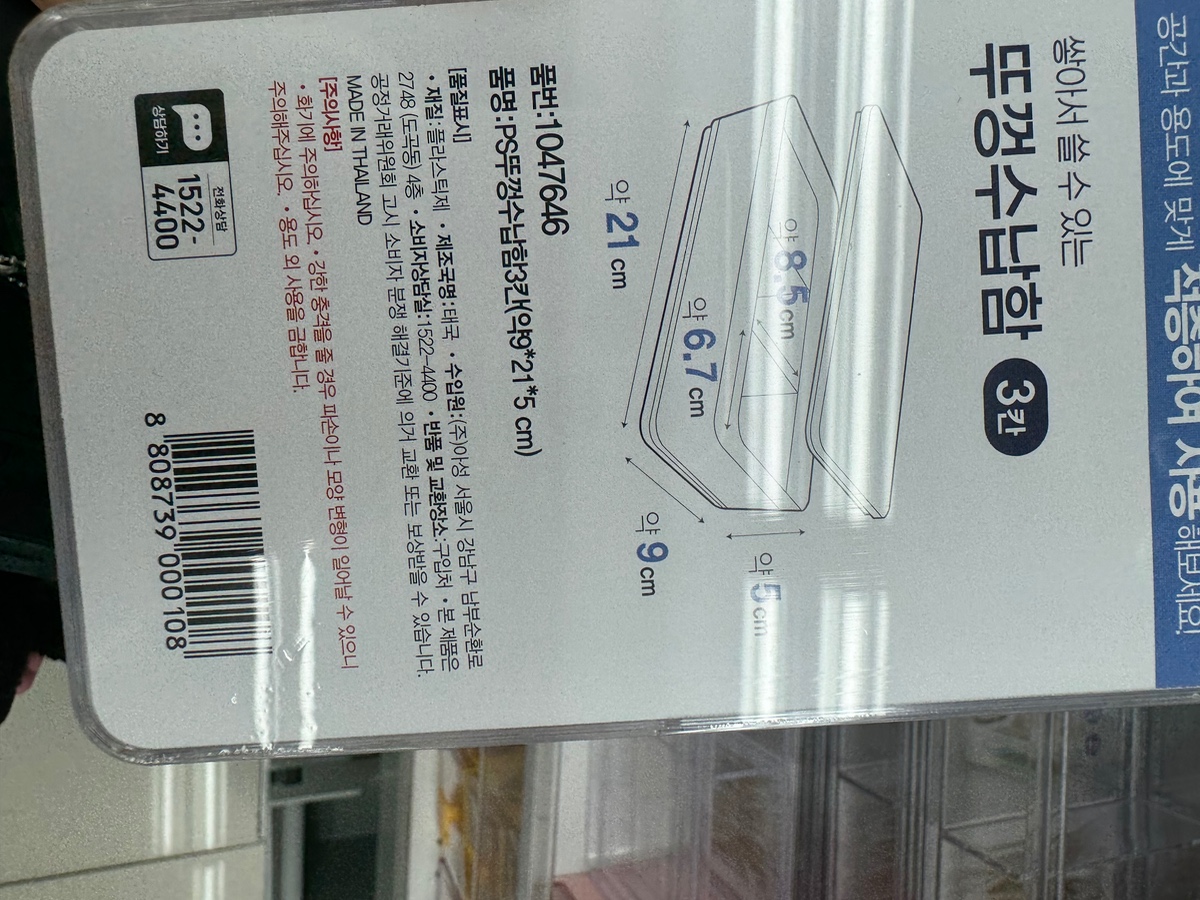 공간과 용도에 맞게 적층하여 사용해보세요!
쌓아서 쓸 수 있는
뚜껑수납함 3칸
약 8.5 cm
약 6.7 cm
약 21 cm
약 9 cm
약 5 cm
품번:1047646
품명:PS뚜껑수납함3칸(약9*21*5 cm)
[품질표시]
• 재질:플라스틱제 • 제조국명:태국 • 수입원:(주)아성 서울시 강남구 남부순환로
2748 (도곡동) 4층 • 소비자상담실:1522-4400 • 반품 및 교환장소:구입처 • 본 제품은
공정거래위원회 고시 소비자 분쟁 해결기준에 의거 교환 또는 보상받을 수 있습니다.
MADE IN THAILAND
[주의사항]
• 화기에 주의하십시오. • 강한 충격을 줄 경우 파손이나 모양 변형이 일어날 수 있으니
주의해주십시오. • 용도 외 사용을 금합니다.
상담하기
전화상담
1522-
4400
8 808739 000108